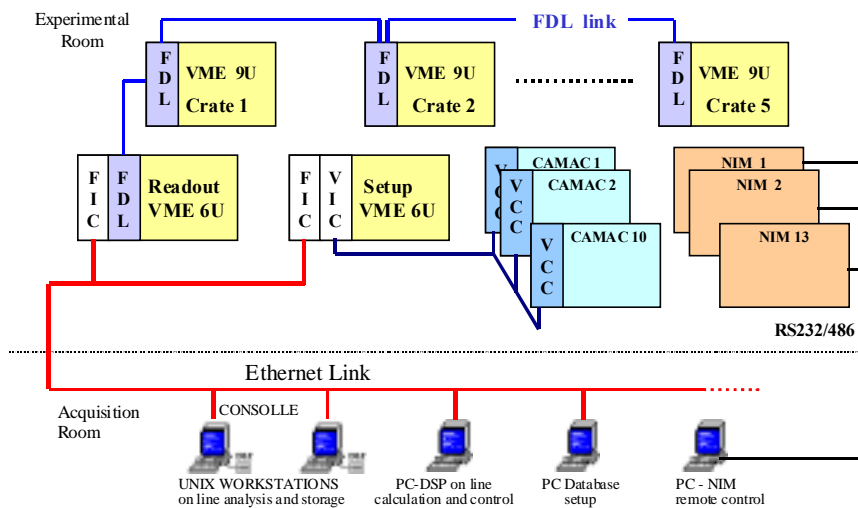 Experimental
Room
FDL link
F
D
L
VME 9U
Crate 1
F
D
L
VME 9U
Crate 2
F
D
L
VME 9U
Crate 5
F
I
C
F
D
L
Readout
VME 6U
F
I
C
V
I
C
Setup
VME 6U
CAMAC 1
V
C
C
CAMAC 2
V
C
C
CAMAC 10
V
C
C
NIM 1
NIM 2
NIM 13
RS232/486
Ethernet Link
Acquisition
Room
CONSOLLE
UNIX WORKSTATIONS
on line analysis and storage
PC-DSP on line
calculation and control
PC Database
setup
PC - NIM
remote control